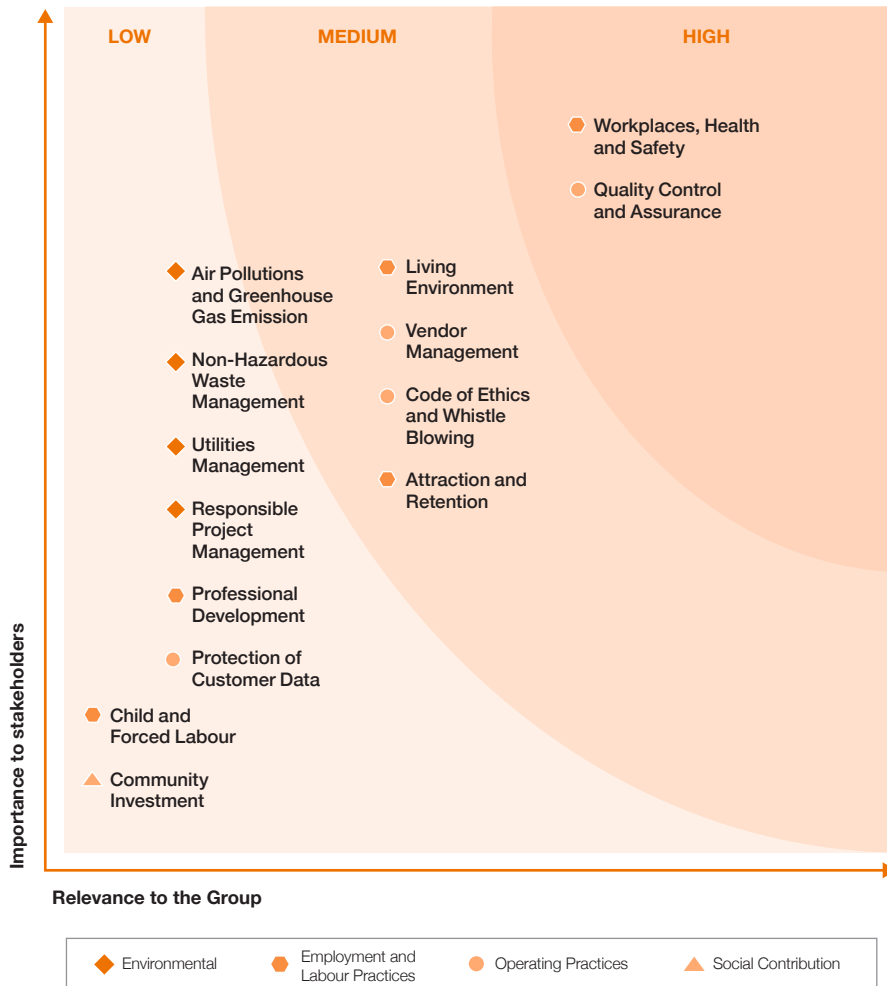 LOW
MEDIUM
HIGH
Workplaces, Health
and Safety
Quality Control
and Assurance
Air Pollutions
and Greenhouse
Gas Emission
Living
Environment
Non-Hazardous
Waste
Management
Vendor
Management
Code of Ethics
and Whistle
Blowing
Utilities
Management
Attraction and
Retention
Responsible
Project
Management
Professional
Development
Protection of
Customer Data
Child and
Forced Labour
Community
Investment
Importance to stakeholders
Relevance to the Group
Environmental
Employment and
Labour Practices
Operating Practices
Social Contribution